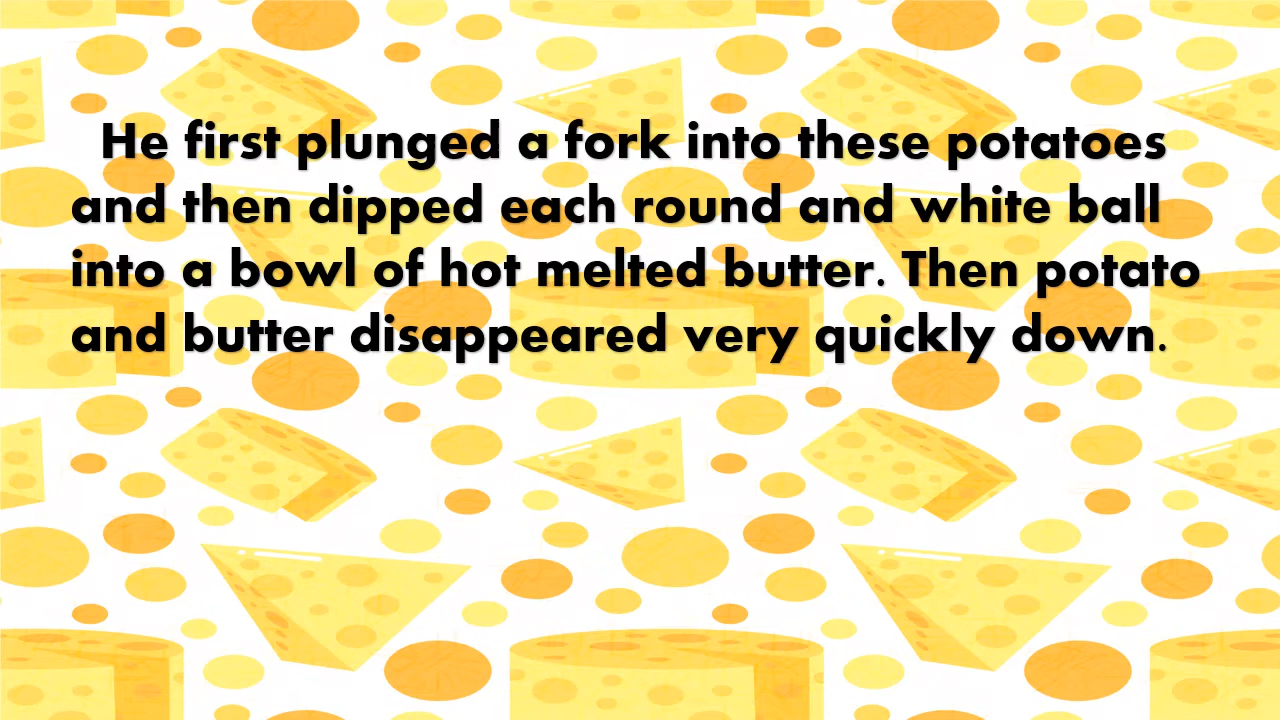 He first plunged a fork into these potatoes
and then dipped each round and white ball
into a bowl of hot melted butter. Then potato
and butter disappeared very quickly down.